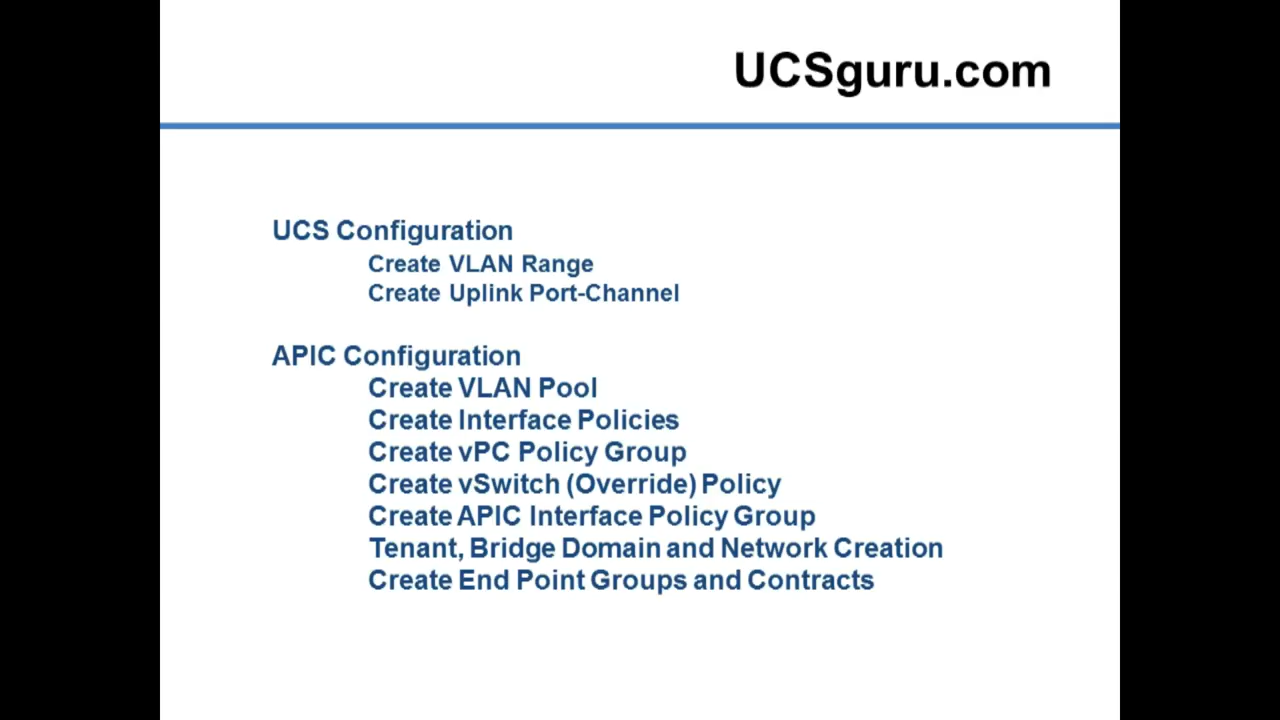 UCSguru.com
UCS Configuration
Create VLAN Range
Create Uplink Port-Channel
APIC Configuration
Create VLAN Pool
Create Interface Policies
Create vPC Policy Group
Create vSwitch (Override) Policy
Create APIC Interface Policy Group
Tenant, Bridge Domain and Network Creation
Create End Point Groups and Contracts